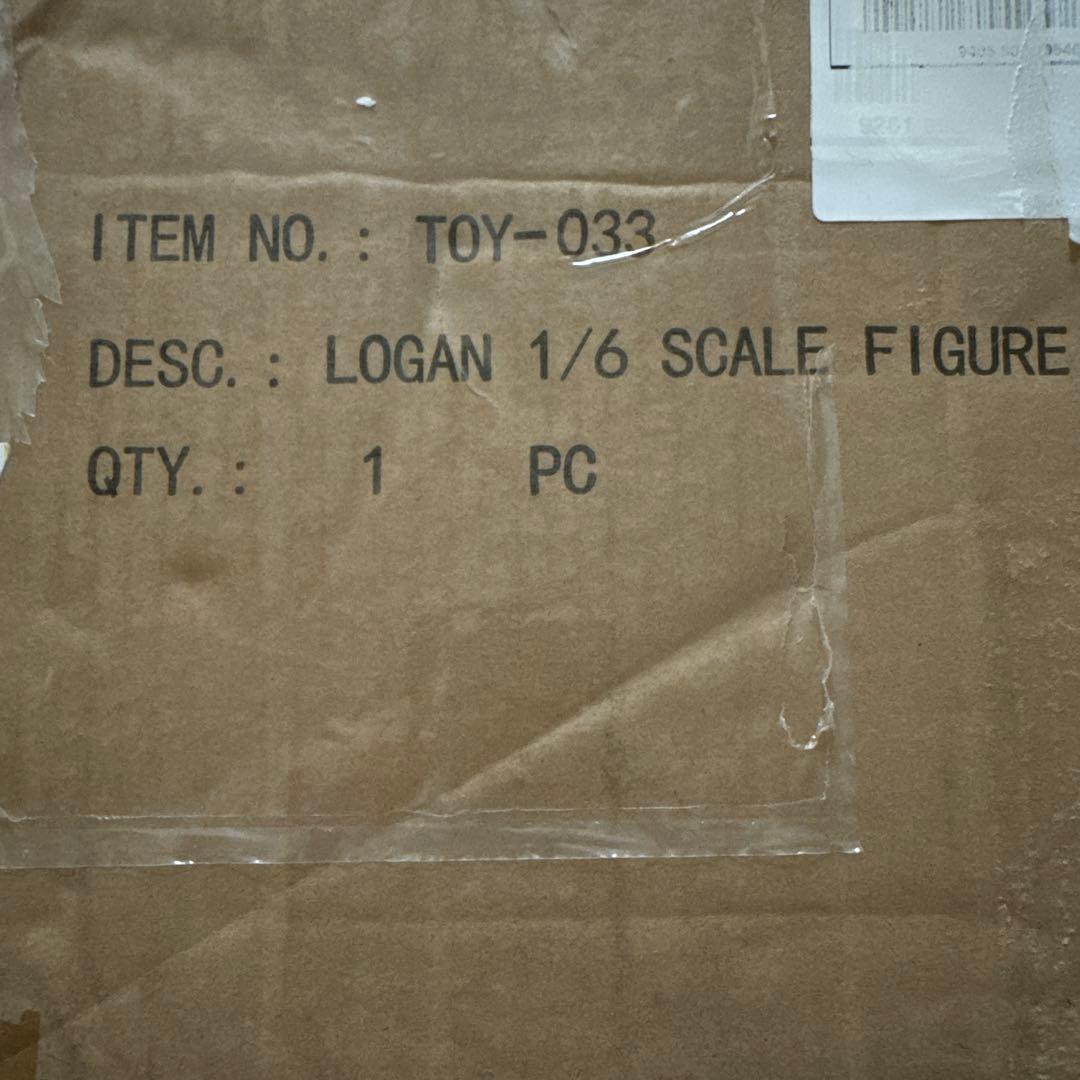 ITEM NO.: TOY-033
DESC.: LOGAN 1/6 SCALE FIGURE
QTY.: 1 PC